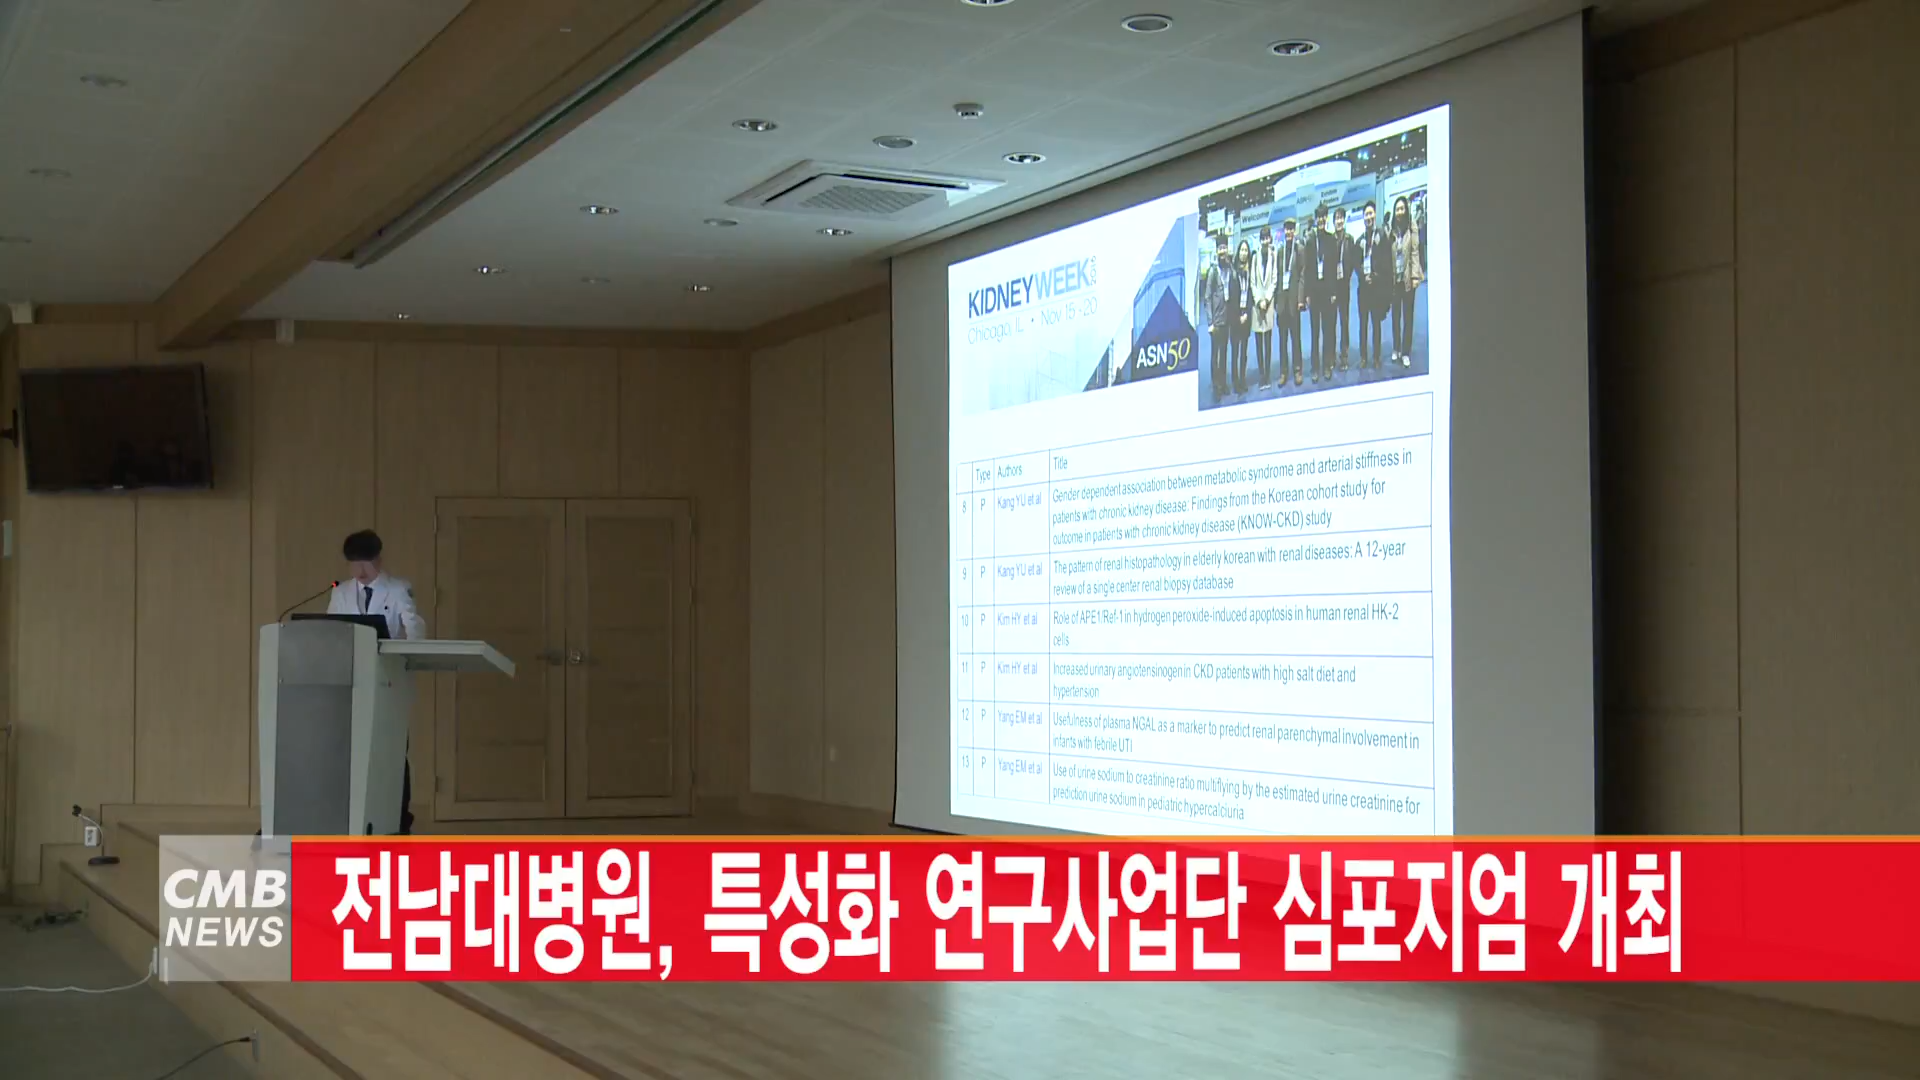 KIDNEYWEEK 2016
Chicago, IL • Nov 15 - 20
ASN50
Welcome
Type Authors Title
8 P Kang YU et al Gender dependent association between metabolic syndrome and arterial stiffness in
patients with chronic kidney disease: Findings from the Korean cohort study for
outcome in patients with chronic kidney disease (KNOW-CKD) study
9 P Kang YU et al The pattern of renal histopathology in elderly korean with renal diseases: A 12-year
review of a single center renal biopsy database
10 P Kim HY et al Role of APE1/Ref-1 in hydrogen peroxide-induced apoptosis in human renal HK-2
cells
11 P Kim HY et al Increased urinary angiotensinogen in CKD patients with high salt diet and
hypertension
12 P Yang EM et al Usefulness of plasma NGAL as a marker to predict renal parenchymal involvement in
infants with febrile UTI
13 P Yang EM et al Use of urine sodium to creatinine ratio multiflying by the estimated urine creatinine for
prediction urine sodium in pediatric hypercalciuria
CMB
NEWS
전남대병원, 특성화 연구사업단 심포지엄 개최